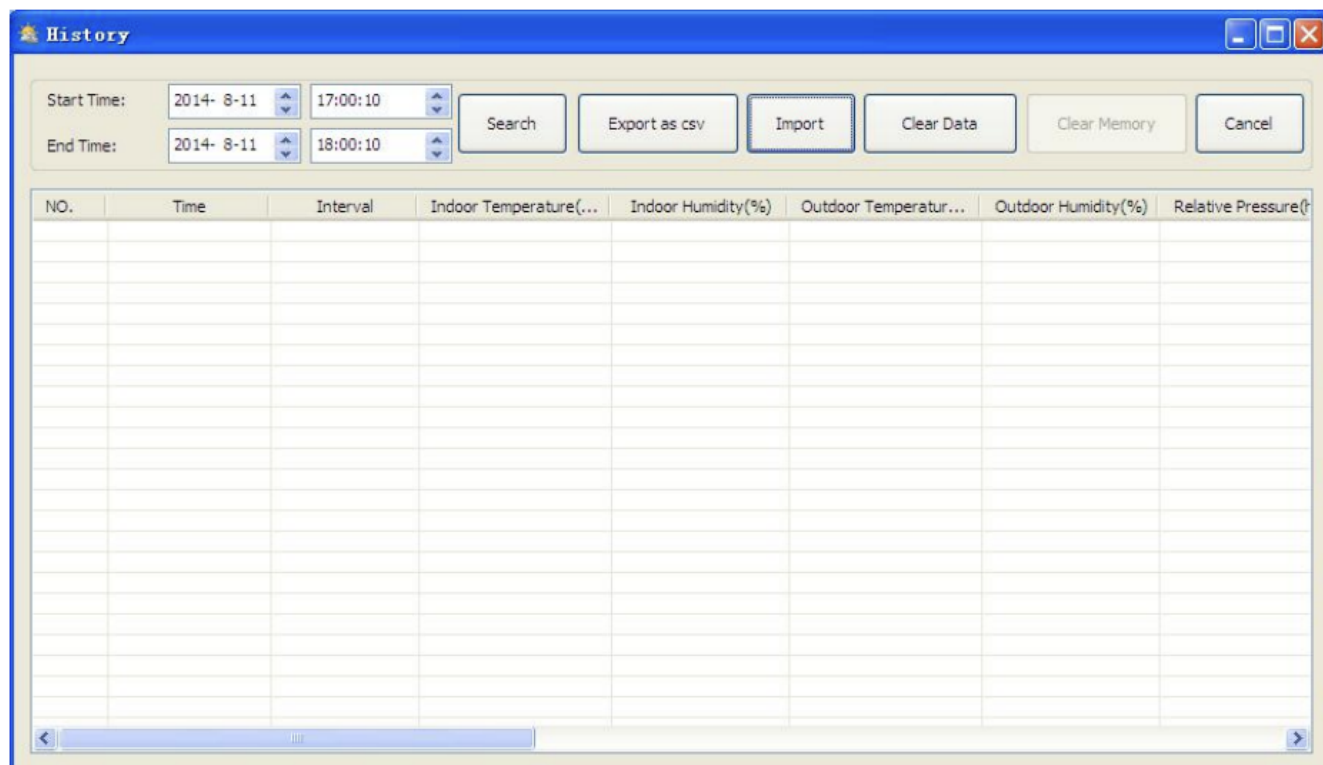 History
Start Time: 2014- 8-11 17:00:10
Search Export as csv Import Clear Data Clear Memory Cancel
End Time: 2014- 8-11 18:00:10
NO. Time Interval Indoor Temperature(... Indoor Humidity(%) Outdoor Temperatur... Outdoor Humidity(%) Relative Pressure(h